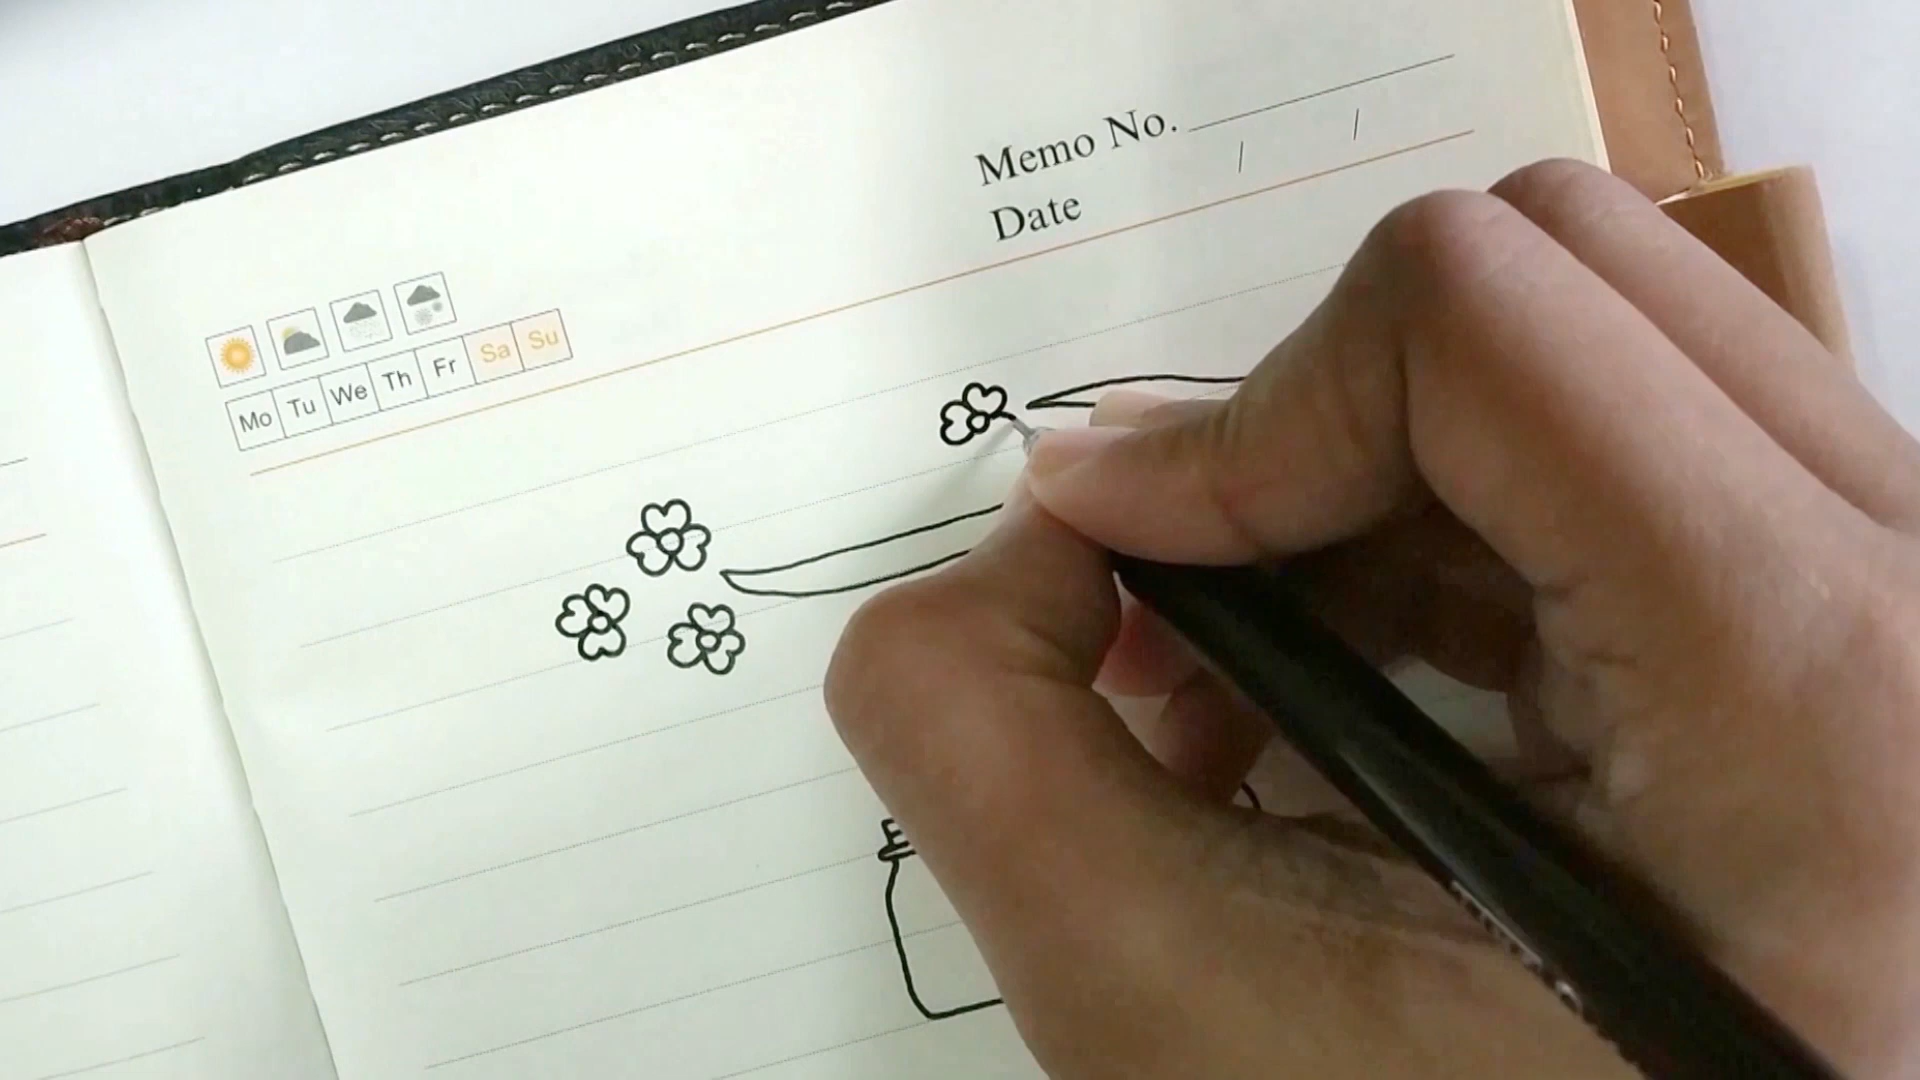 Memo No.
/ /
Date
Mo Tu We Th Fr Sa Su